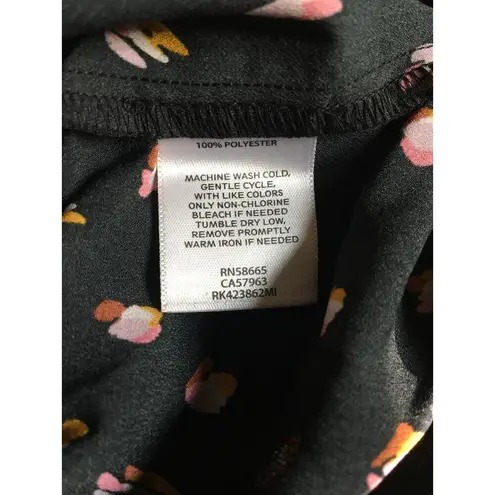 100% POLYESTER
MACHINE WASH COLD,
GENTLE CYCLE,
WITH LIKE COLORS
ONLY NON-CHLORINE
BLEACH IF NEEDED
TUMBLE DRY LOW,
REMOVE PROMPTLY
WARM IRON IF NEEDED
RN58665
CA57963
RK423862MI